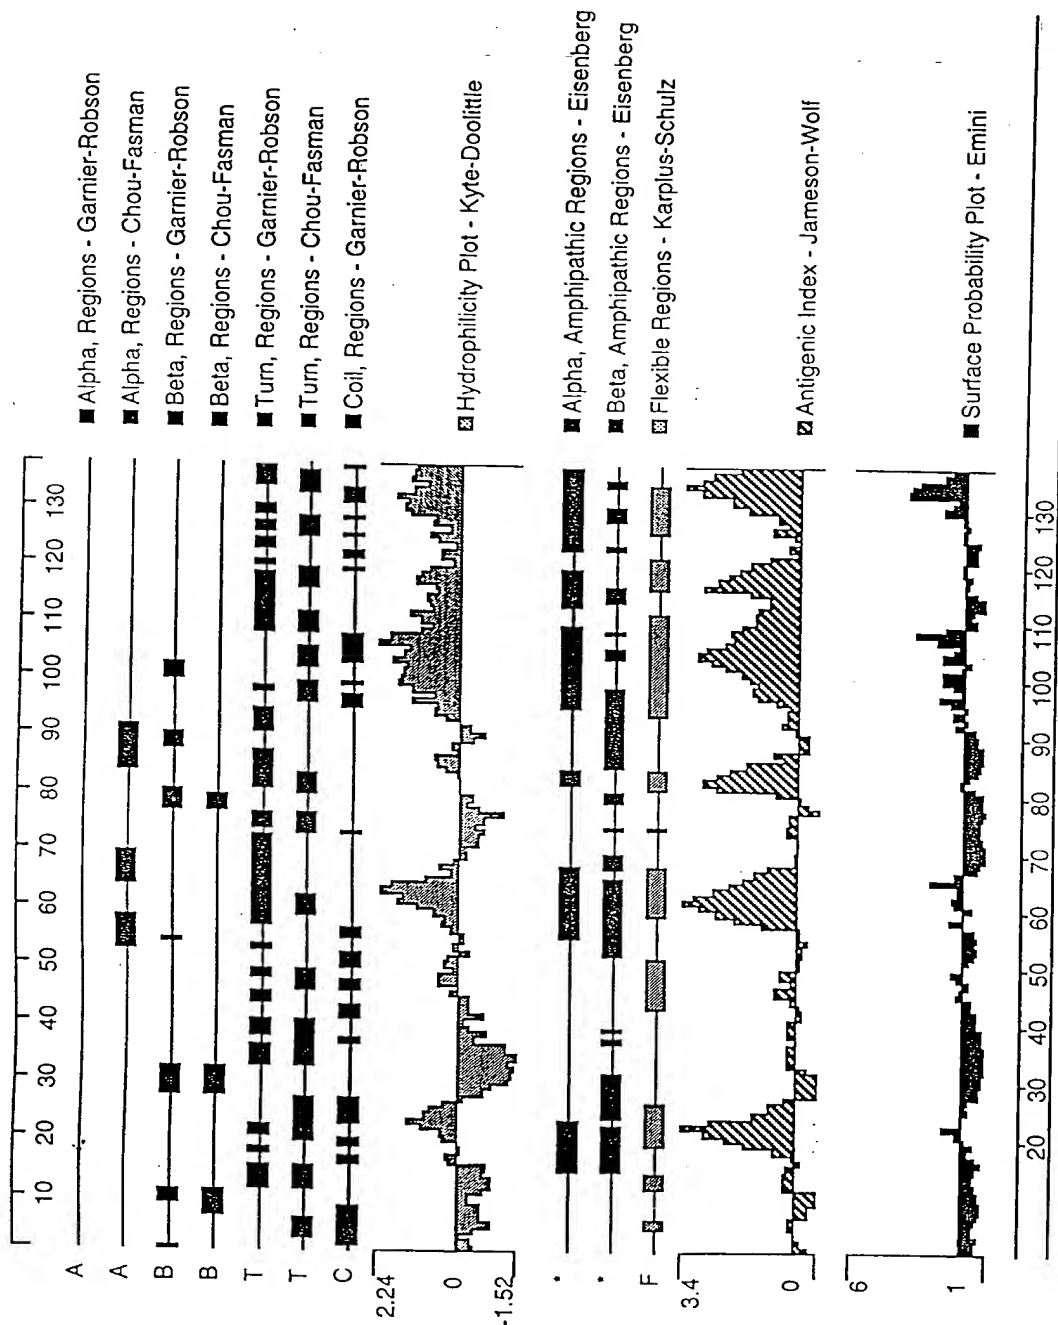 10 20 30 40 50 60 70 80 90 100 110 120 130
A Alpha, Regions - Garnier-Robson
A Alpha, Regions - Chou-Fasman
B Beta, Regions - Garnier-Robson
B Beta, Regions - Chou-Fasman
T Turn, Regions - Garnier-Robson
T Turn, Regions - Chou-Fasman
C Coil, Regions - Garnier-Robson
2.24
0 Hydrophilicity Plot - Kyte-Doolittle
-1.52
* Alpha, Amphipathic Regions - Eisenberg
* Beta, Amphipathic Regions - Eisenberg
F Flexible Regions - Karplus-Schulz
3.4
0 Antigenic Index - Jameson-Wolf
6
1 Surface Probability Plot - Emini
20 30 40 50 60 70 80 90 100 110 120 130